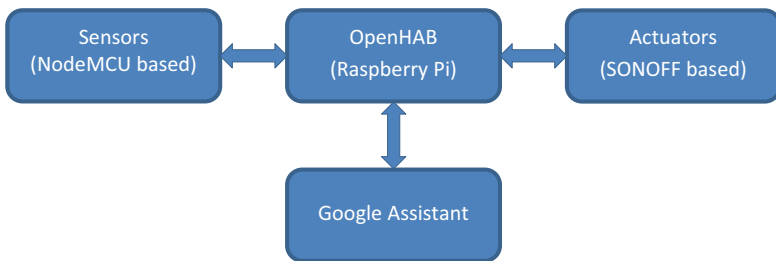 Sensors
(NodeMCU based)
OpenHAB
(Raspberry Pi)
Actuators
(SONOFF based)
Google Assistant